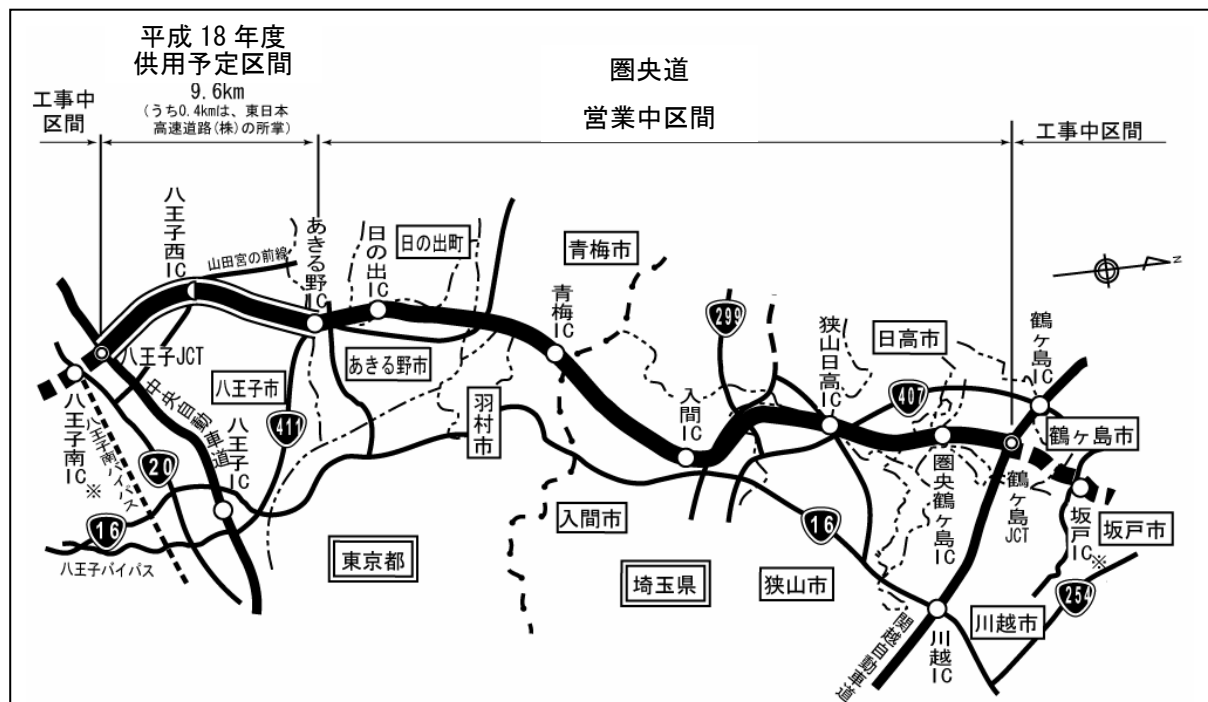 平成18年度
供用予定区間
9.6km
(うち0.4kmは、東日本
高速道路(株)の所掌)
工事中
区間
圏央道
営業中区間
工事中区間
八王子西IC
山田宮の前線
あきる野IC
日の出IC
日の出町
青梅市
青梅IC
299
狭山日高IC
日高市
407
鶴ヶ島IC
N
八王子JCT
八王子市
あきる野市
411
羽村市
入間IC
圏央鶴ヶ島IC
鶴ヶ島市
鶴ヶ島JCT
八王子南IC※
八王子南バイパス
中央自動車道
八王子IC
20
16
八王子バイパス
東京都
入間市
埼玉県
狭山市
16
坂戸IC※
坂戸市
254
川越市
川越IC
関越自動車道